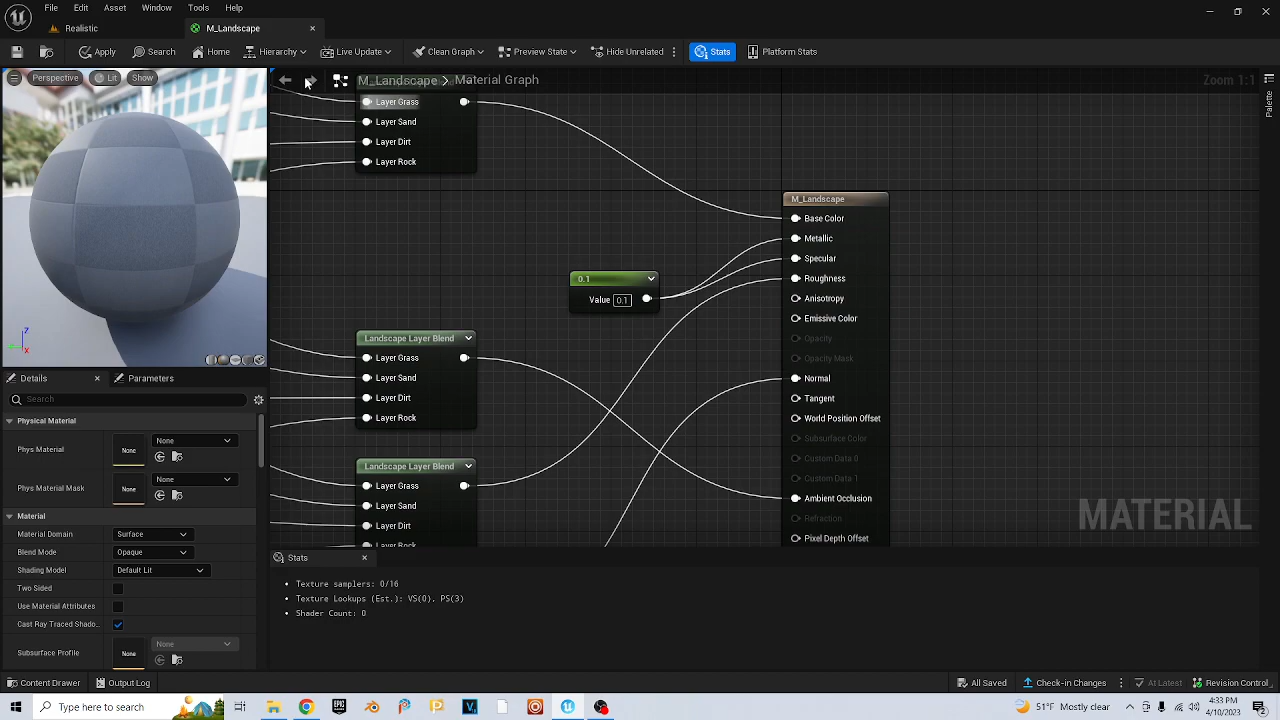 File Edit Asset Window Tools Help
Realistic
M_Landscape
Apply Search Home Hierarchy Live Update Clean Graph Preview State Hide Unrelated Stats Platform Stats
Perspective Lit Show
M_Landscape > Material Graph
Zoom 1:1
Palette
Layer Grass
Layer Sand
Layer Dirt
Layer Rock
M_Landscape
Base Color
Metallic
Specular
Roughness
Anisotropy
Emissive Color
Opacity
Opacity Mask
Normal
Tangent
World Position Offset
Subsurface Color
Custom Data 0
Custom Data 1
Ambient Occlusion
Refraction
Pixel Depth Offset
0.1
Value 0.1
Landscape Layer Blend
Layer Grass
Layer Sand
Layer Dirt
Layer Rock
Landscape Layer Blend
Layer Grass
Layer Sand
Layer Dirt
Layer Rock
MATERIAL
Z
X
Details
Parameters
Search
Physical Material
Phys Material None None
Phys Material Mask None None
Material
Material Domain Surface
Blend Mode Opaque
Shading Model Default Lit
Two Sided
Use Material Attributes
Cast Ray Traced Shado...
Subsurface Profile None None
Stats
Texture samplers: 0/16
Texture Lookups (Est.): VS(0), PS(3)
Shader Count: 0
Content Drawer Output Log All Saved Check-in Changes At Latest Revision Control
Type here to search
51°F Mostly clear
4:33 PM
4/10/2023